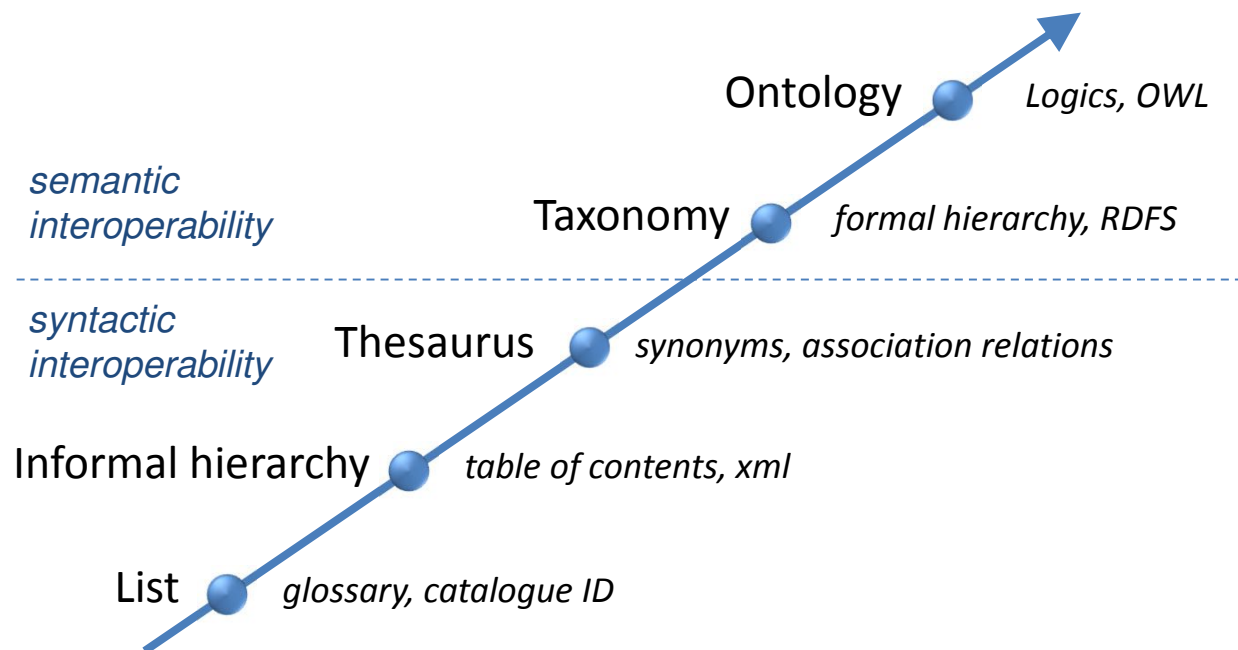 Ontology
Logics, OWL
semantic
interoperability
Taxonomy
formal hierarchy, RDFS
syntactic
interoperability
Thesaurus
synonyms, association relations
Informal hierarchy
table of contents, xml
List
glossary, catalogue ID